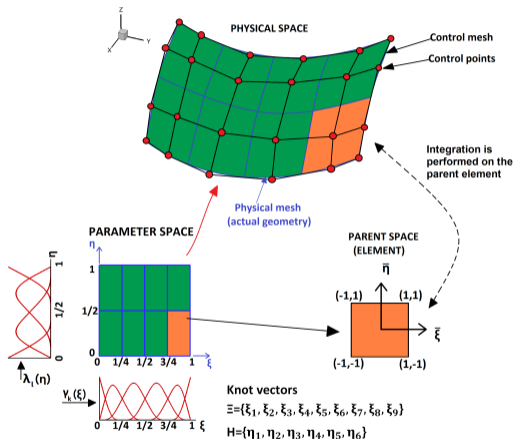 PHYSICAL SPACE
Z
Y
X
Control mesh
Control points
Integration is
performed on the
parent element
Physical mesh
(actual geometry)
PARAMETER SPACE
η
1
1/2
0
0 1/4 1/2 3/4 1
ξ
η
1
1/2
0
λ_l(η)
γ_k(ξ)
0 1/4 1/2 3/4 1 ξ
PARENT SPACE
(ELEMENT)
η̄
(-1,1) (1,1)
ξ̄
(-1,-1) (1,-1)
Knot vectors
Ξ={ξ₁, ξ₂, ξ₃, ξ₄, ξ₅, ξ₆, ξ₇, ξ₈, ξ₉}
H={η₁, η₂, η₃, η₄, η₅, η₆}